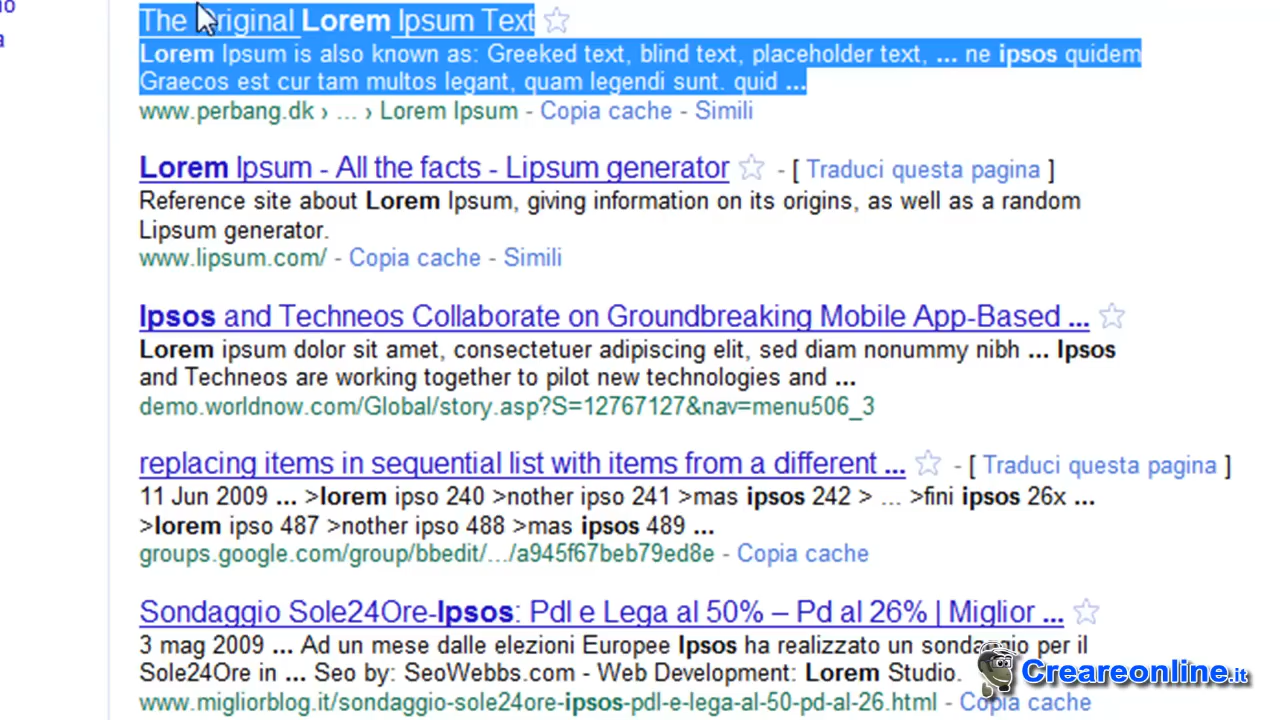 The Original Lorem Ipsum Text
Lorem Ipsum is also known as: Greeked text, blind text, placeholder text, ... ne ipsos quidem
Graecos est cur tam multos legant, quam legendi sunt. quid ...
www.perbang.dk › ... › Lorem Ipsum - Copia cache - Simili
Lorem Ipsum - All the facts - Lipsum generator - [ Traduci questa pagina ]
Reference site about Lorem Ipsum, giving information on its origins, as well as a random
Lipsum generator.
www.lipsum.com/ - Copia cache - Simili
Ipsos and Techneos Collaborate on Groundbreaking Mobile App-Based ...
Lorem ipsum dolor sit amet, consectetuer adipiscing elit, sed diam nonummy nibh ... Ipsos
and Techneos are working together to pilot new technologies and ...
demo.worldnow.com/Global/story.asp?S=12767127&nav=menu506_3
replacing items in sequential list with items from a different ... - [ Traduci questa pagina ]
11 Jun 2009 ... >lorem ipso 240 >nother ipso 241 >mas ipsos 242 > ... >fini ipsos 26x ...
>lorem ipso 487 >nother ipso 488 >mas ipsos 489 ...
groups.google.com/group/bbedit/.../a945f67beb79ed8e - Copia cache
Sondaggio Sole24Ore-Ipsos: Pdl e Lega al 50% – Pd al 26% | Miglior ...
3 mag 2009 ... Ad un mese dalle elezioni Europee Ipsos ha realizzato un sondaggio per il
Sole24Ore in ... Seo by: SeoWebbs.com - Web Development: Lorem Studio.
www.migliorblog.it/sondaggio-sole24ore-ipsos-pdl-e-lega-al-50-pd-al-26.html - Copia cache
Creareonline.it